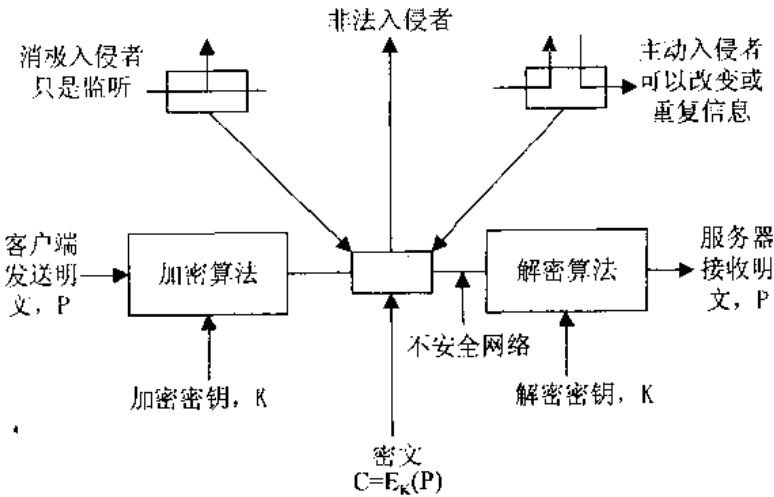 非法入侵者
消极入侵者
只是监听
主动入侵者
可以改变或
重复信息
客户端
发送明
文，P
加密算法
解密算法
服务器
接收明
文，P
不安全网络
加密密钥，K
解密密钥，K
密文
C=E_K(P)